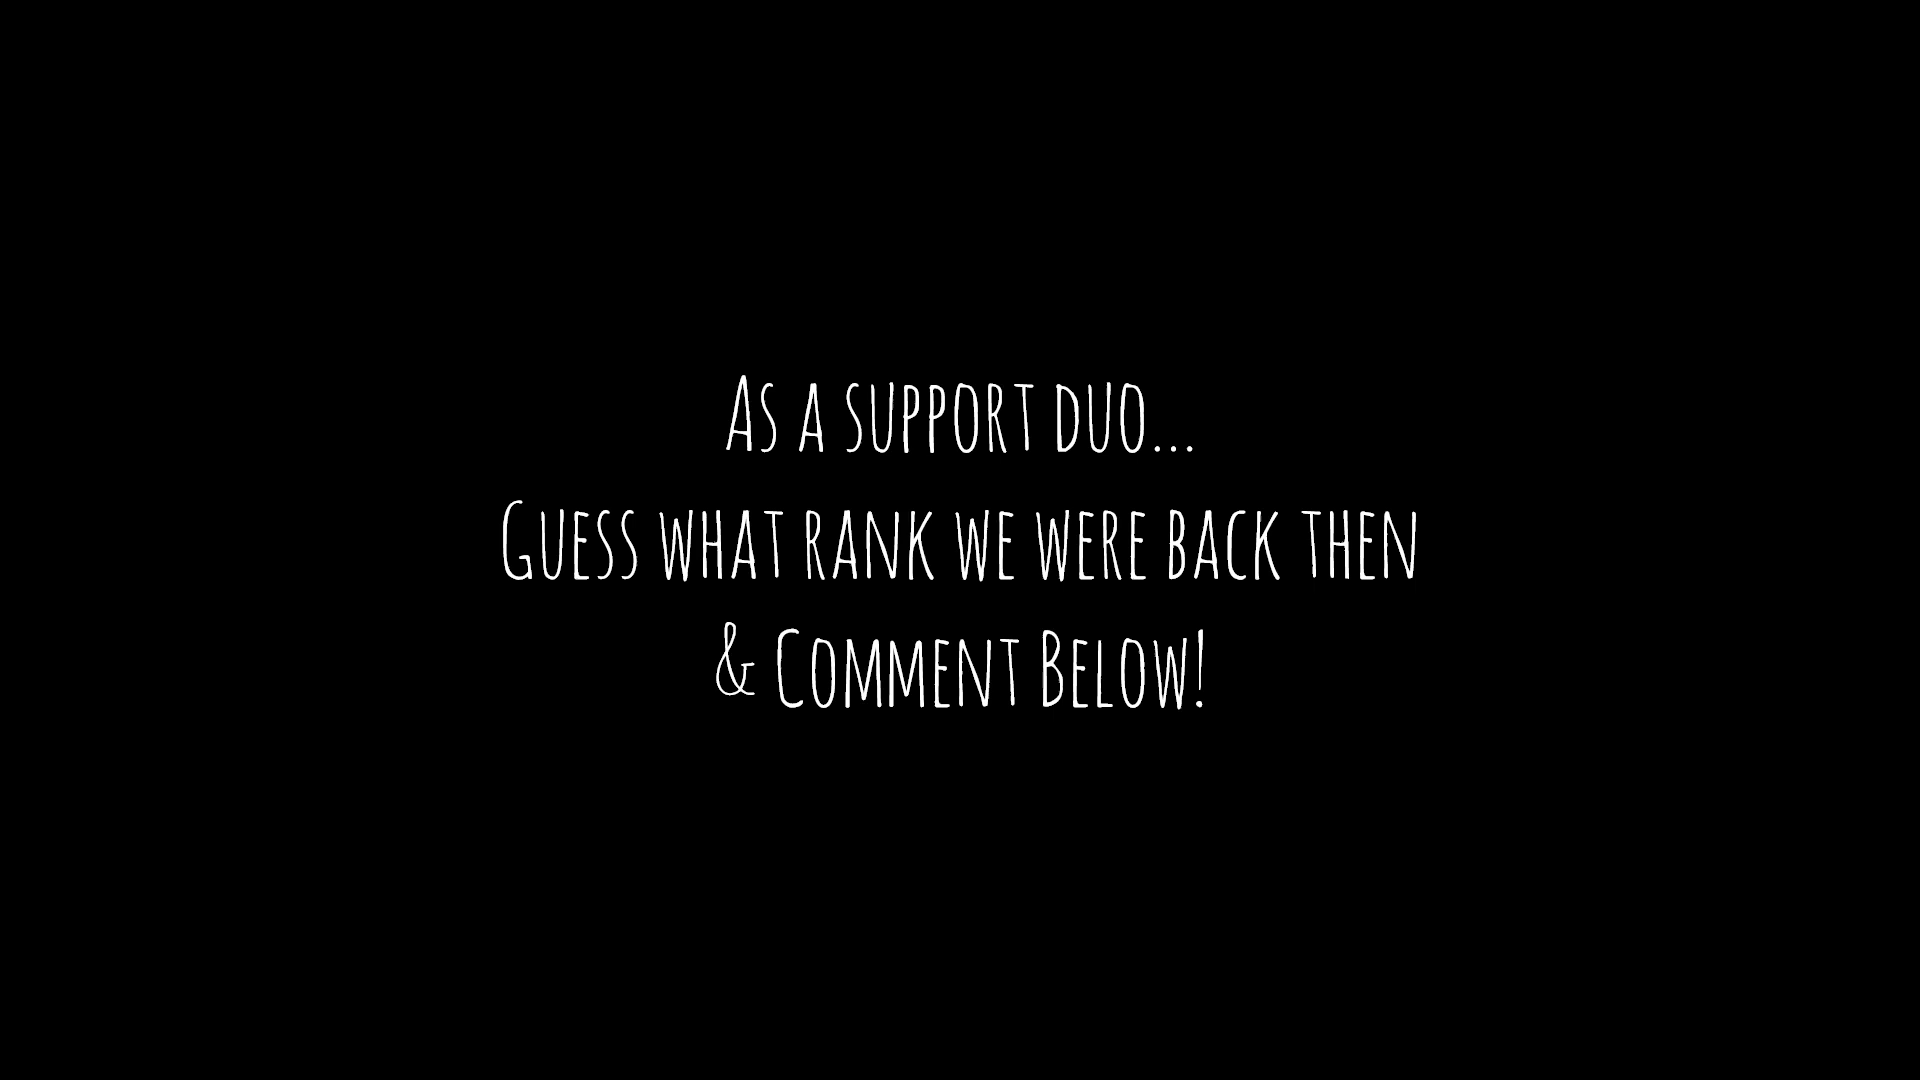 As a support duo...
Guess what rank we were back then
& Comment Below!